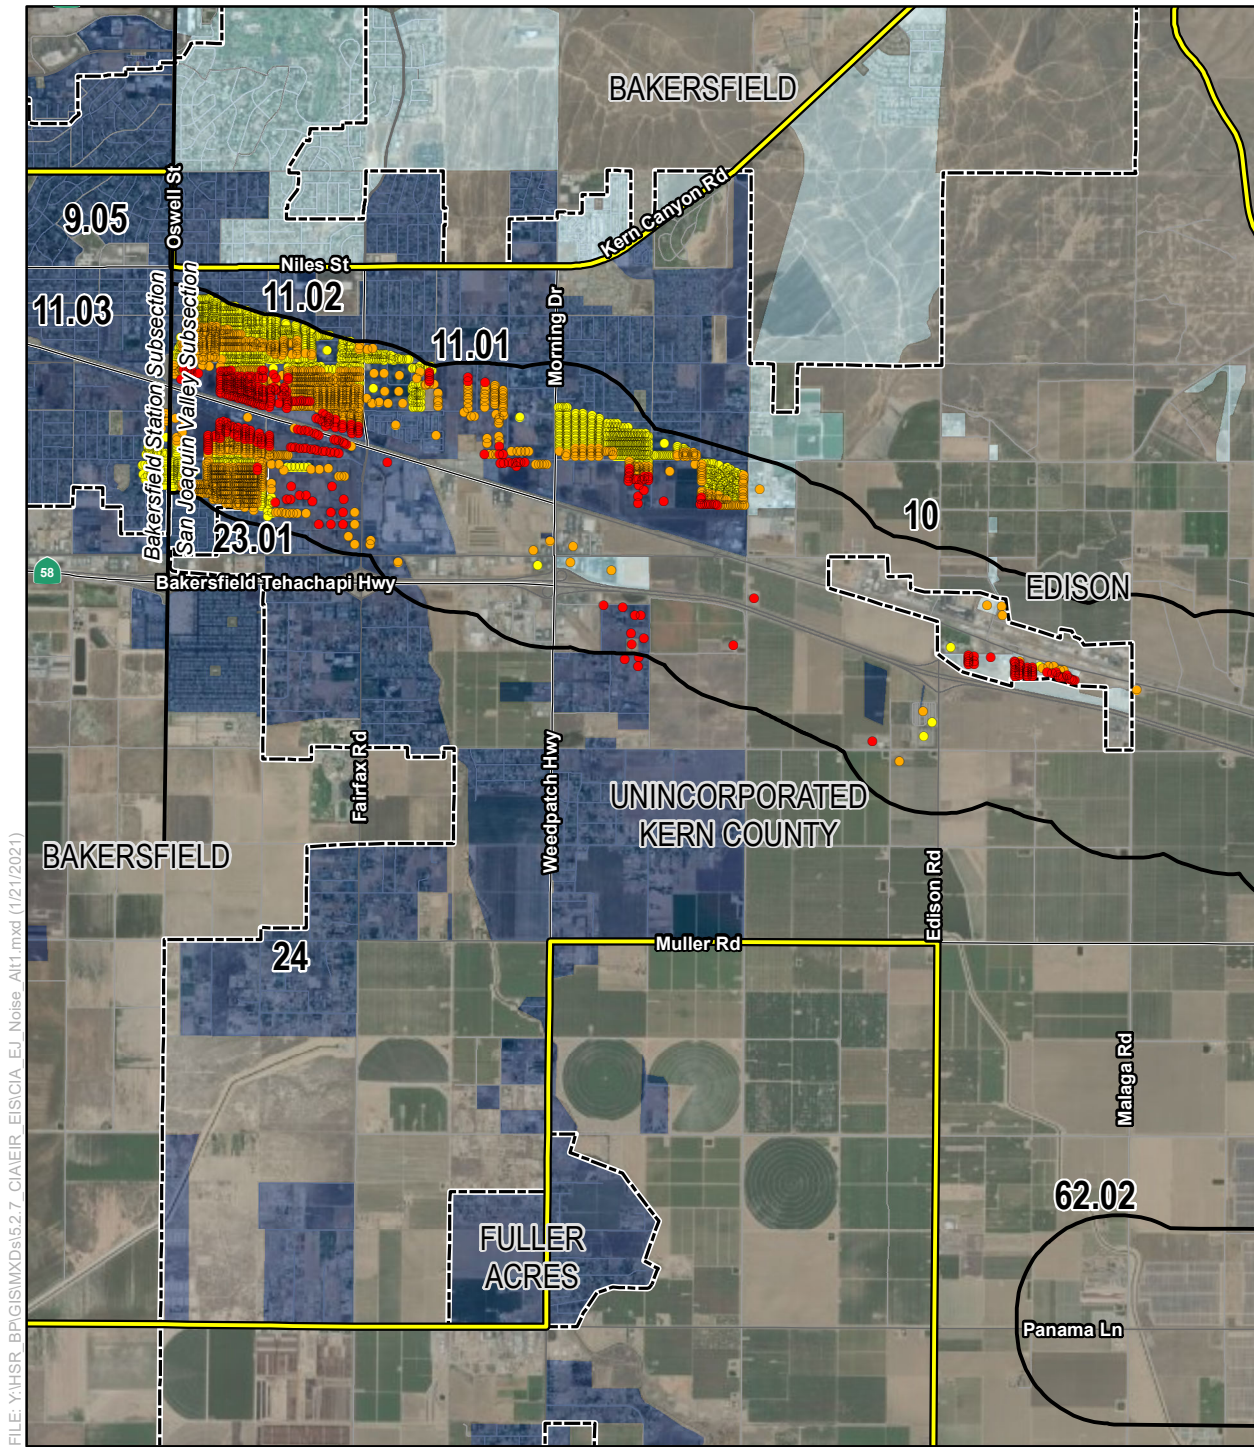 BAKERSFIELD
Oswell St
9.05
Kern Canyon Rd
Niles St
11.02
11.03
11.01
Morning Dr
Bakersfield Station Subsection
San Joaquin Valley Subsection
10
23.01
58
Bakersfield Tehachapi Hwy
EDISON
Fairfax Rd
Weedpatch Hwy
UNINCORPORATED
KERN COUNTY
BAKERSFIELD
Edison Rd
24
Muller Rd
Malaga Rd
62.02
FULLER
ACRES
Panama Ln
FILE: Y:\HSR_BP\GIS\MXDs\5.2.7_CIA\EIR_EIS\CIA_EJ_Noise_Alt1.mxd (1/21/2021)